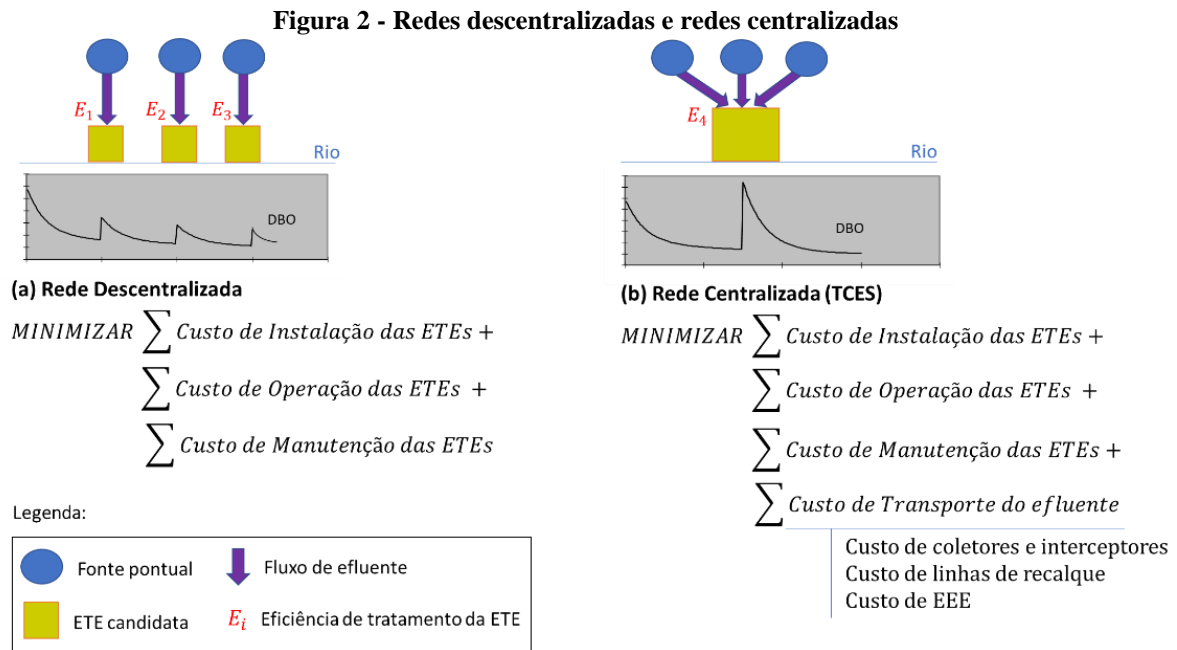 Figura 2 - Redes descentralizadas e redes centralizadas
E₁
E₂
E₃
Rio
DBO
(a) Rede Descentralizada
MINIMIZAR ∑ Custo de Instalação das ETEs +
∑ Custo de Operação das ETEs +
∑ Custo de Manutenção das ETEs
E₄
Rio
DBO
(b) Rede Centralizada (TCES)
MINIMIZAR ∑ Custo de Instalação das ETEs +
∑ Custo de Operação das ETEs +
∑ Custo de Manutenção das ETEs +
∑ Custo de Transporte do efluente
Custo de coletores e interceptores
Custo de linhas de recalque
Custo de EEE
Legenda:
Fonte pontual
Fluxo de efluente
ETE candidata
Eᵢ Eficiência de tratamento da ETE